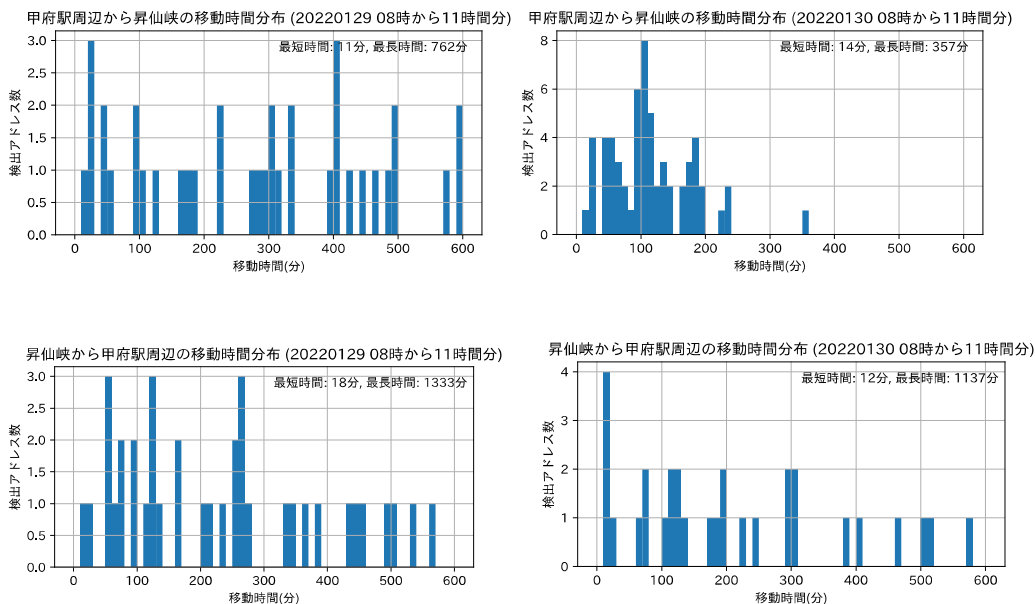 甲府駅周辺から昇仙峡の移動時間分布 (20220129 08時から11時間分)
最短時間: 11分, 最長時間: 762分
3.0
2.5
2.0
1.5
1.0
0.5
0.0
検出アドレス数
0 100 200 300 400 500 600
移動時間(分)
甲府駅周辺から昇仙峡の移動時間分布 (20220130 08時から11時間分)
最短時間: 14分, 最長時間: 357分
8
6
4
2
0
検出アドレス数
0 100 200 300 400 500 600
移動時間(分)
昇仙峡から甲府駅周辺の移動時間分布 (20220129 08時から11時間分)
最短時間: 18分, 最長時間: 1333分
3.0
2.5
2.0
1.5
1.0
0.5
0.0
検出アドレス数
0 100 200 300 400 500 600
移動時間(分)
昇仙峡から甲府駅周辺の移動時間分布 (20220130 08時から11時間分)
最短時間: 12分, 最長時間: 1137分
4
3
2
1
0
検出アドレス数
0 100 200 300 400 500 600
移動時間(分)